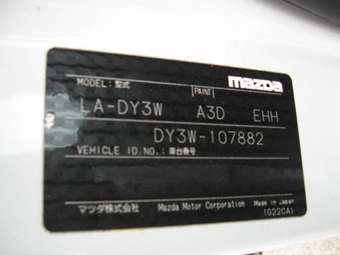 mazda
MODEL: 型式 [PAINT]
LA-DY3W A3D EHH
DY3W-107882
VEHICLE ID.NO.: 車台番号
マツダ株式会社 Mazda Motor Corporation Made in Japan
(G22CA)